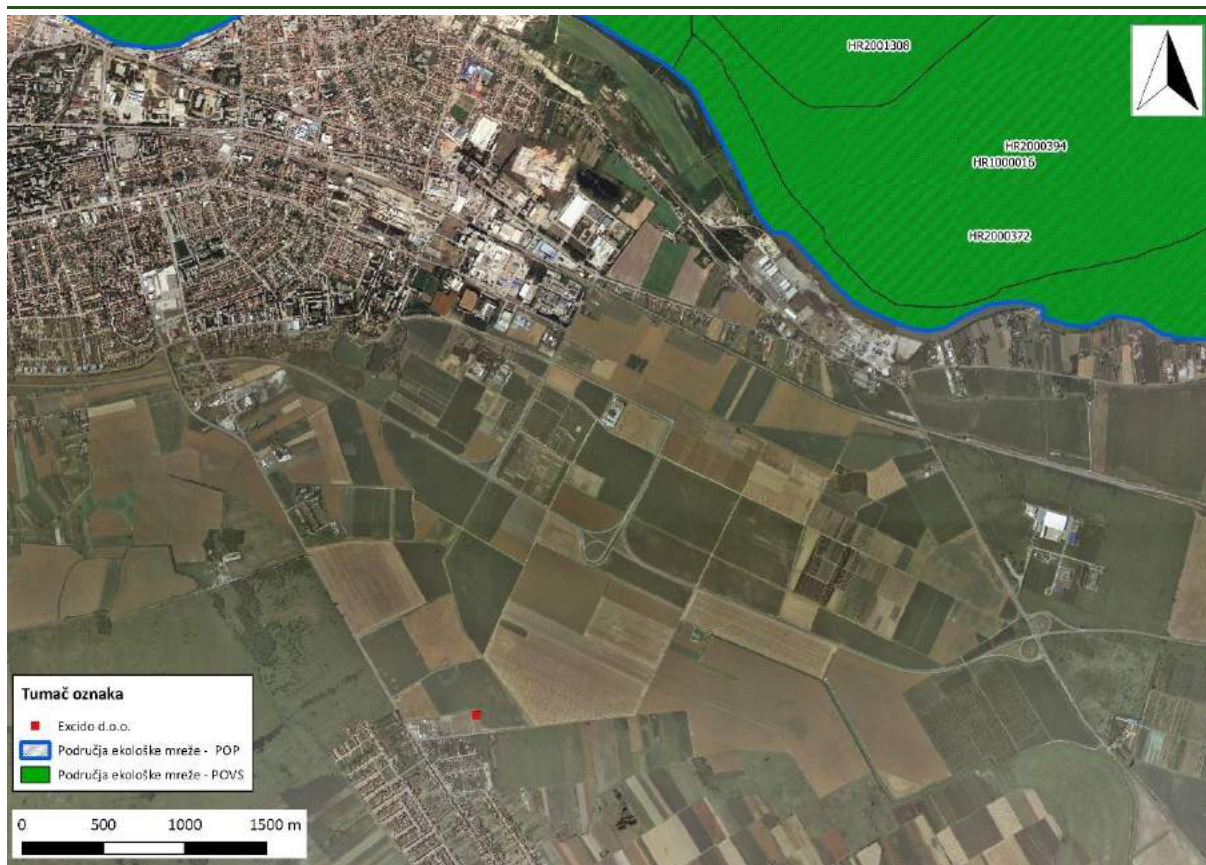 HR2001308
HR2000394
HR1000016
HR2000372
Tumač oznaka
Excido d.o.o.
Područja ekološke mreže - POP
Područja ekološke mreže - POVS
0 500 1000 1500 m